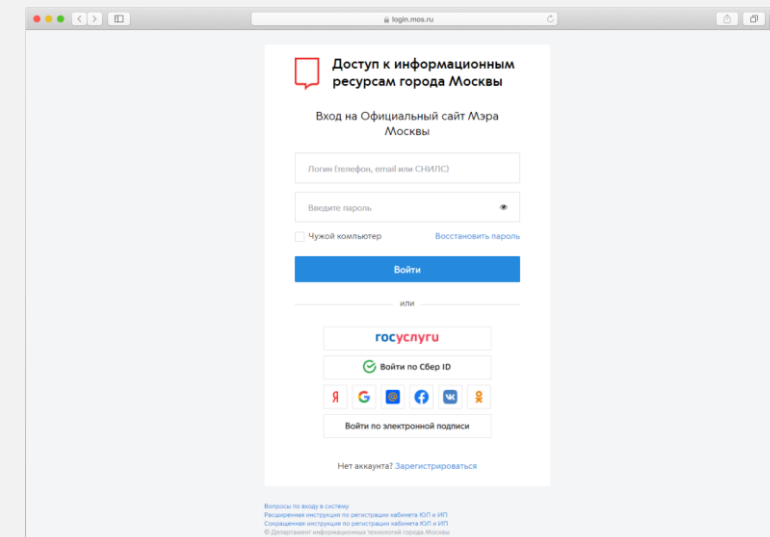 login.mos.ru
Доступ к информационным
ресурсам города Москвы
Вход на Официальный сайт Мэра
Москвы
Логин (телефон, email или СНИЛС)
Введите пароль
Чужой компьютер Восстановить пароль
Войти
или
госуслуги
Войти по Сбер ID
Войти по электронной подписи
Нет аккаунта? Зарегистрироваться
Вопросы по входу в систему
Расширенная инструкция по регистрации кабинета ЮЛ и ИП
Сокращенная инструкция по регистрации кабинета ЮЛ и ИП
© Департамент информационных технологий города Москвы